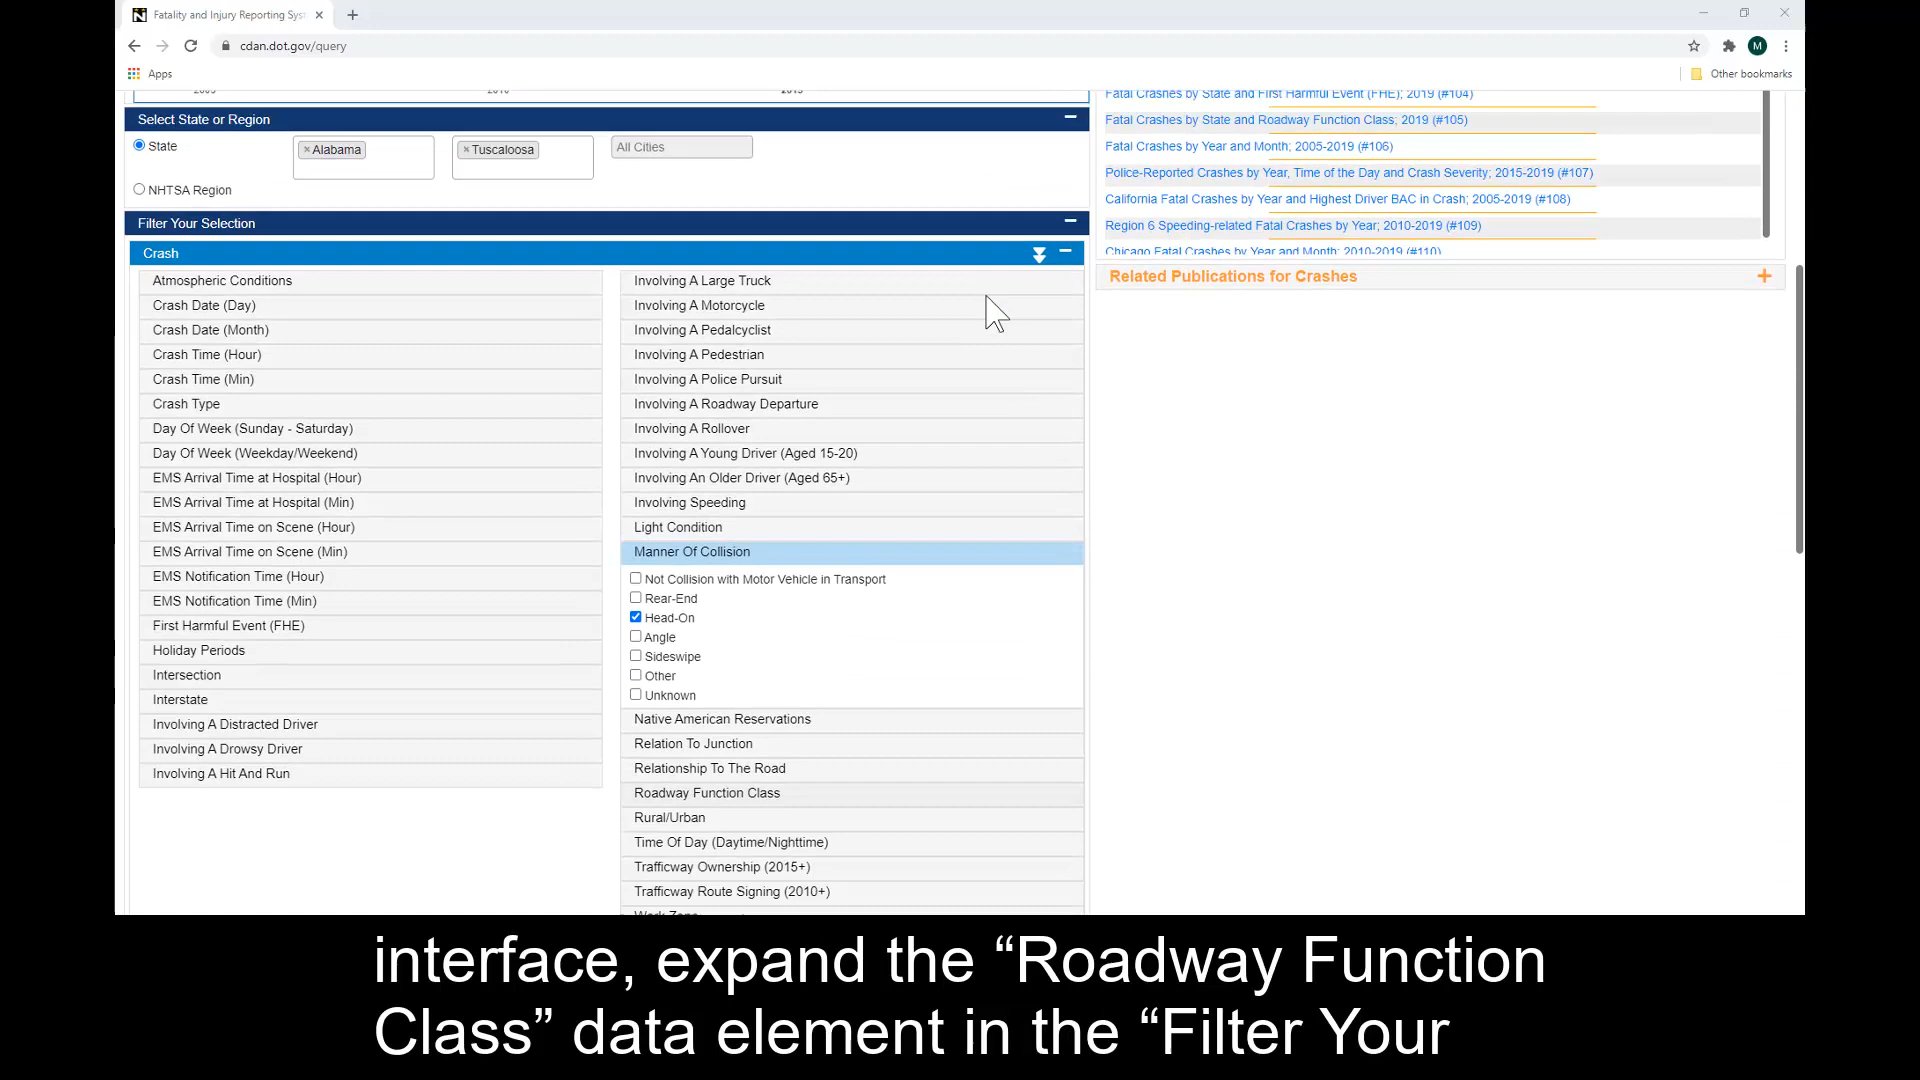 Fatality and Injury Reporting Sys
cdan.dot.gov/query
M
Apps
Other bookmarks
Select State or Region
State
× Alabama
× Tuscaloosa
All Cities
NHTSA Region
Filter Your Selection
Crash
Atmospheric Conditions
Crash Date (Day)
Crash Date (Month)
Crash Time (Hour)
Crash Time (Min)
Crash Type
Day Of Week (Sunday - Saturday)
Day Of Week (Weekday/Weekend)
EMS Arrival Time at Hospital (Hour)
EMS Arrival Time at Hospital (Min)
EMS Arrival Time on Scene (Hour)
EMS Arrival Time on Scene (Min)
EMS Notification Time (Hour)
EMS Notification Time (Min)
First Harmful Event (FHE)
Holiday Periods
Intersection
Interstate
Involving A Distracted Driver
Involving A Drowsy Driver
Involving A Hit And Run
Involving A Large Truck
Involving A Motorcycle
Involving A Pedalcyclist
Involving A Pedestrian
Involving A Police Pursuit
Involving A Roadway Departure
Involving A Rollover
Involving A Young Driver (Aged 15-20)
Involving An Older Driver (Aged 65+)
Involving Speeding
Light Condition
Manner Of Collision
Not Collision with Motor Vehicle in Transport
Rear-End
Head-On
Angle
Sideswipe
Other
Unknown
Native American Reservations
Relation To Junction
Relationship To The Road
Roadway Function Class
Rural/Urban
Time Of Day (Daytime/Nighttime)
Trafficway Ownership (2015+)
Trafficway Route Signing (2010+)
Fatal Crashes by State and First Harmful Event (FHE); 2019 (#104)
Fatal Crashes by State and Roadway Function Class; 2019 (#105)
Fatal Crashes by Year and Month; 2005-2019 (#106)
Police-Reported Crashes by Year, Time of the Day and Crash Severity; 2015-2019 (#107)
California Fatal Crashes by Year and Highest Driver BAC in Crash; 2005-2019 (#108)
Region 6 Speeding-related Fatal Crashes by Year; 2010-2019 (#109)
Chicago Fatal Crashes by Year and Month; 2010-2019 (#110)
Related Publications for Crashes
interface, expand the “Roadway Function
Class” data element in the “Filter Your